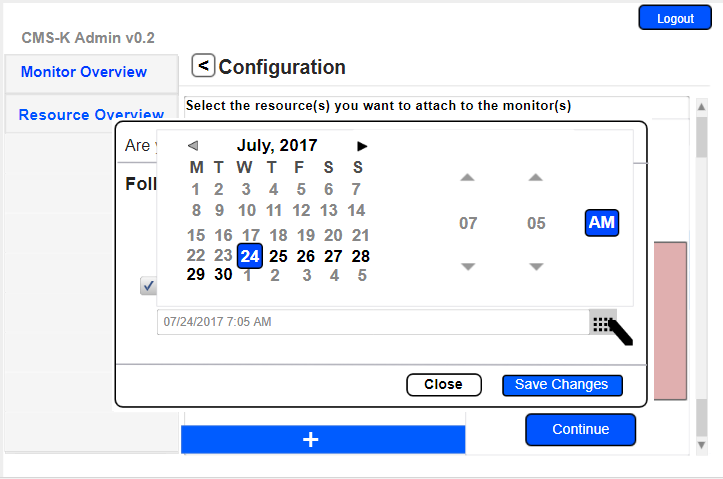 Logout
CMS-K Admin v0.2
Monitor Overview
< Configuration
Resource Overview
Select the resource(s) you want to attach to the monitor(s)
Are
July, 2017
M T W T F S S
Foll
1 2 3 4 5 6 7
8 9 10 11 12 13 14
15 16 17 18 19 20 21
22 23 24 25 26 27 28
29 30 1 2 3 4 5
07 05 AM
07/24/2017 7:05 AM
Close Save Changes
+ Continue